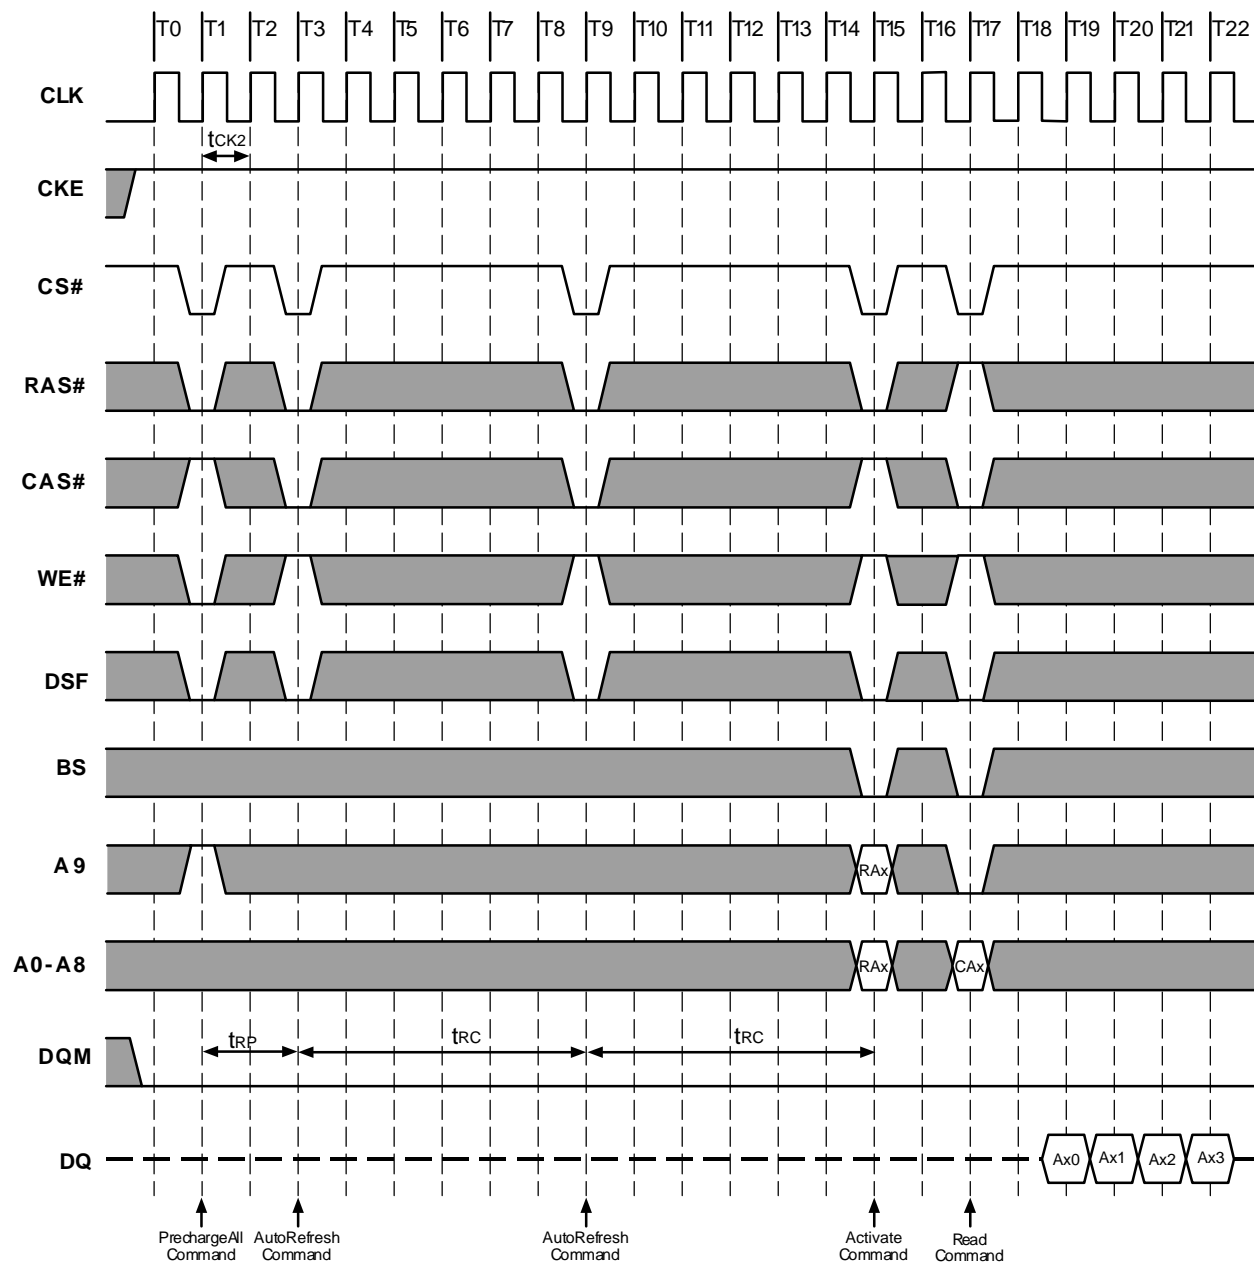 T0 T1 T2 T3 T4 T5 T6 T7 T8 T9 T10 T11 T12 T13 T14 T15 T16 T17 T18 T19 T20 T21 T22
CLK
tCK2
CKE
CS#
RAS#
CAS#
WE#
DSF
BS
A9
RAx
A0-A8
RAx CAx
DQM
tRP tRC tRC
DQ
Ax0 Ax1 Ax2 Ax3
PrechargeAll AutoRefresh AutoRefresh Activate Read
Command Command Command Command Command